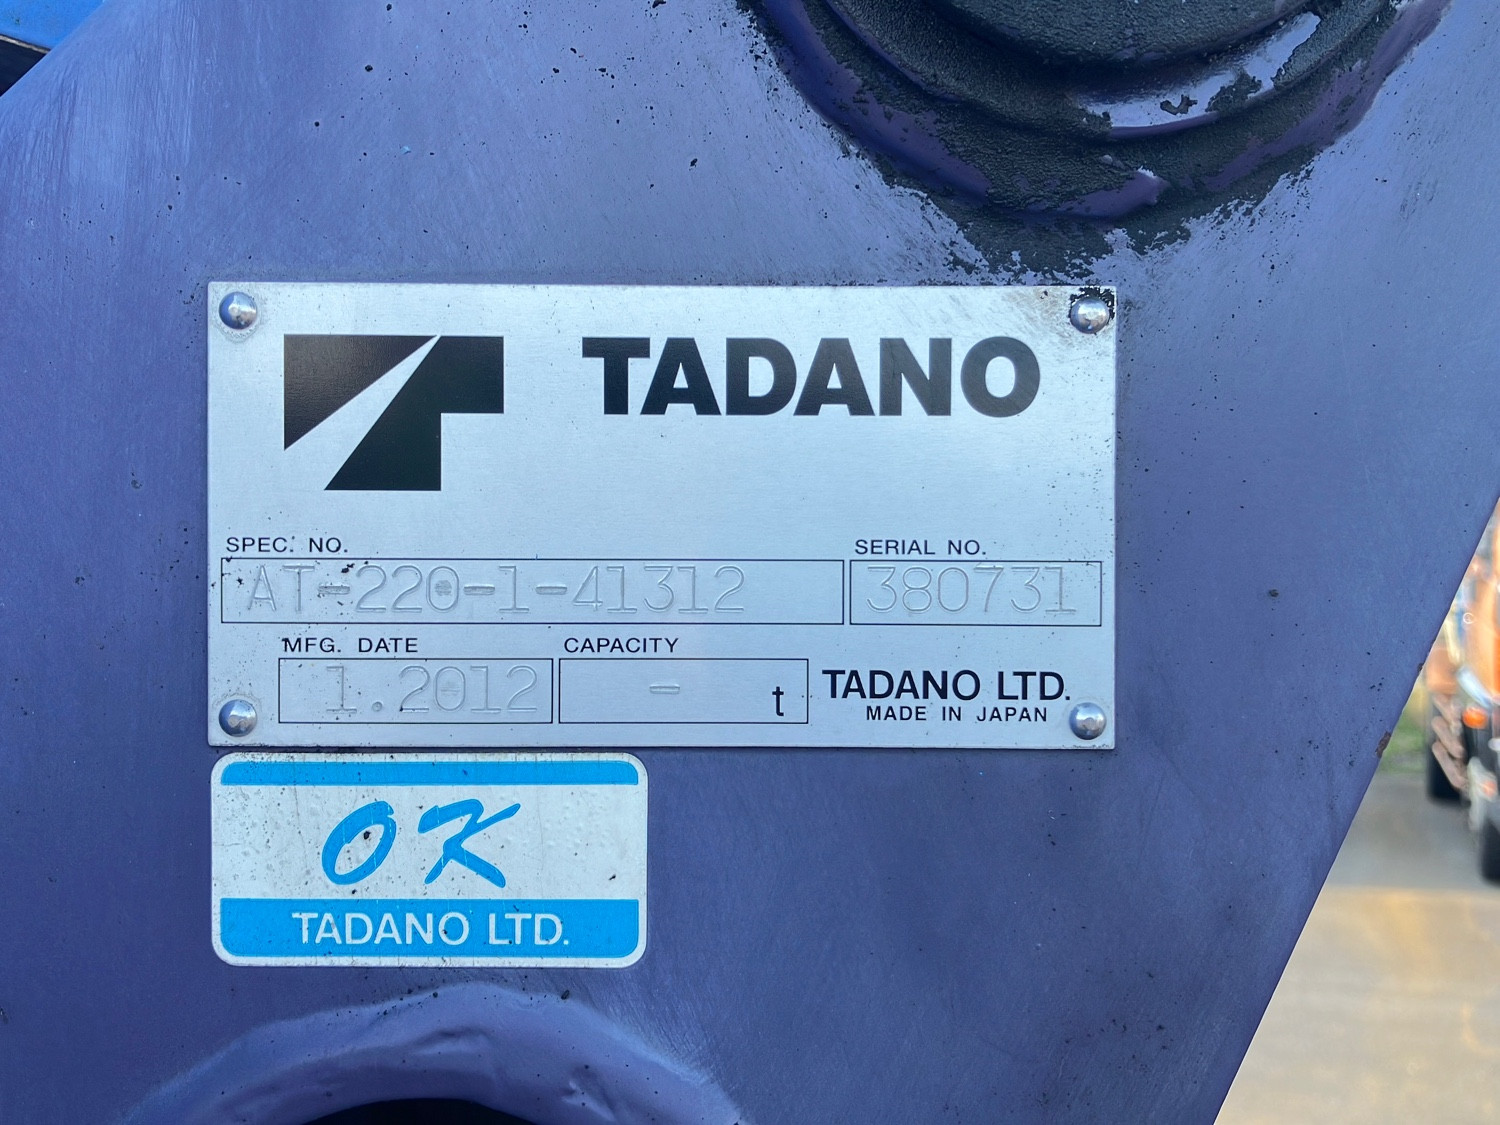 TADANO
SPEC. NO. SERIAL NO.
AT-220-1-41312 380731
MFG. DATE CAPACITY
1.2012 - t
TADANO LTD.
MADE IN JAPAN
OK
TADANO LTD.